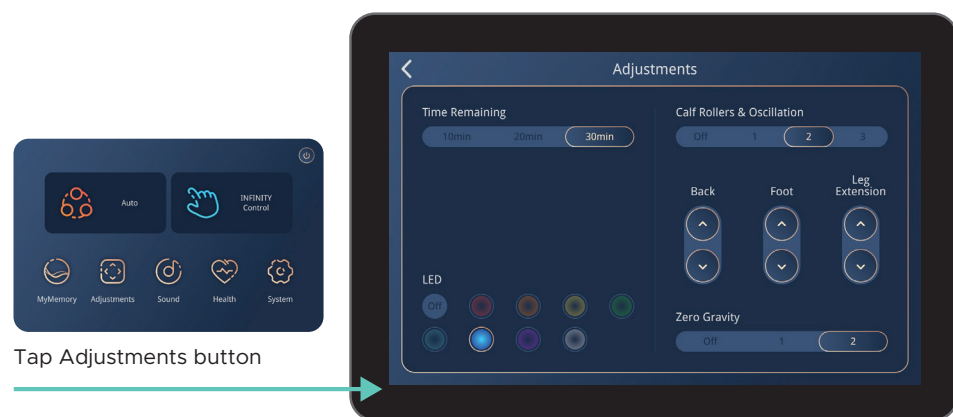 Adjustments
Time Remaining
10min 20min 30min
Calf Rollers & Oscillation
Off 1 2 3
Back Foot Leg Extension
LED
Off
Zero Gravity
Off 1 2
Auto
INFINITY
Control
MyMemory Adjustments Sound Health System
Tap Adjustments button